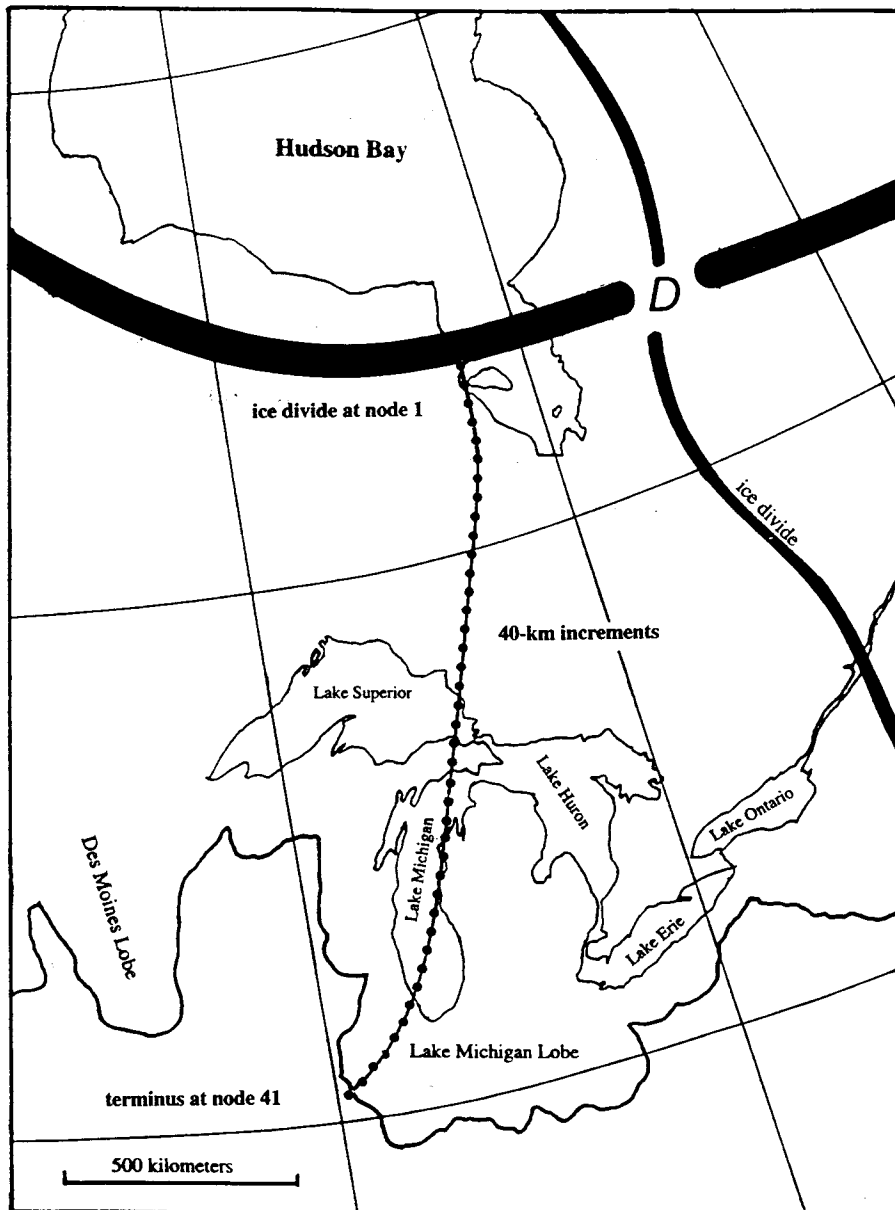 Hudson Bay
D
ice divide at node 1
ice divide
40-km increments
Lake Superior
Lake Huron
Lake Ontario
Lake Michigan
Des Moines Lobe
Lake Erie
Lake Michigan Lobe
terminus at node 41
500 kilometers